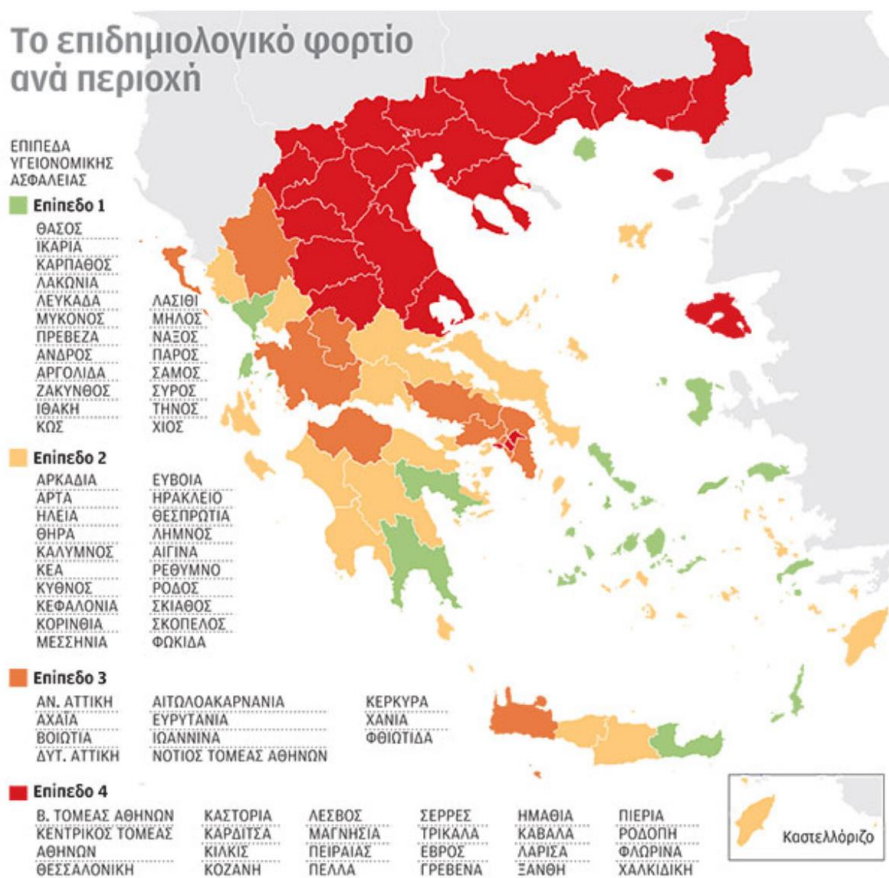 Το επιδημιολογικό φορτίο
ανά περιοχή
ΕΠΙΠΕΔΑ
ΥΓΕΙΟΝΟΜΙΚΗΣ
ΑΣΦΑΛΕΙΑΣ
Επίπεδο 1
ΘΑΣΟΣ
ΙΚΑΡΙΑ
ΚΑΡΠΑΘΟΣ
ΛΑΚΩΝΙΑ
ΛΕΥΚΑΔΑ ΛΑΣΙΘΙ
ΜΥΚΟΝΟΣ ΜΗΛΟΣ
ΠΡΕΒΕΖΑ ΝΑΞΟΣ
ΑΝΔΡΟΣ ΠΑΡΟΣ
ΑΡΓΟΛΙΔΑ ΣΑΜΟΣ
ΖΑΚΥΝΘΟΣ ΣΥΡΟΣ
ΙΘΑΚΗ ΤΗΝΟΣ
ΚΩΣ ΧΙΟΣ
Επίπεδο 2
ΑΡΚΑΔΙΑ ΕΥΒΟΙΑ
ΑΡΤΑ ΗΡΑΚΛΕΙΟ
ΗΛΕΙΑ ΘΕΣΠΡΩΤΙΑ
ΘΗΡΑ ΛΗΜΝΟΣ
ΚΑΛΥΜΝΟΣ ΑΙΓΙΝΑ
ΚΕΑ ΡΕΘΥΜΝΟ
ΚΥΘΝΟΣ ΡΟΔΟΣ
ΚΕΦΑΛΟΝΙΑ ΣΚΙΑΘΟΣ
ΚΟΡΙΝΘΙΑ ΣΚΟΠΕΛΟΣ
ΜΕΣΣΗΝΙΑ ΦΩΚΙΔΑ
Επίπεδο 3
ΑΝ. ΑΤΤΙΚΗ ΑΙΤΩΛΟΑΚΑΡΝΑΝΙΑ ΚΕΡΚΥΡΑ
ΑΧΑΪΑ ΕΥΡΥΤΑΝΙΑ ΧΑΝΙΑ
ΒΟΙΩΤΙΑ ΙΩΑΝΝΙΝΑ ΦΘΙΩΤΙΔΑ
ΔΥΤ. ΑΤΤΙΚΗ ΝΟΤΙΟΣ ΤΟΜΕΑΣ ΑΘΗΝΩΝ
Επίπεδο 4
Β. ΤΟΜΕΑΣ ΑΘΗΝΩΝ ΚΑΣΤΟΡΙΑ ΛΕΣΒΟΣ ΣΕΡΡΕΣ ΗΜΑΘΙΑ ΠΙΕΡΙΑ
ΚΕΝΤΡΙΚΟΣ ΤΟΜΕΑΣ ΚΑΡΔΙΤΣΑ ΜΑΓΝΗΣΙΑ ΤΡΙΚΑΛΑ ΚΑΒΑΛΑ ΡΟΔΟΠΗ
ΑΘΗΝΩΝ ΚΙΛΚΙΣ ΠΕΙΡΑΙΑΣ ΕΒΡΟΣ ΛΑΡΙΣΑ ΦΛΩΡΙΝΑ
ΘΕΣΣΑΛΟΝΙΚΗ ΚΟΖΑΝΗ ΠΕΛΛΑ ΓΡΕΒΕΝΑ ΞΑΝΘΗ ΧΑΛΚΙΔΙΚΗ
Καστελλόριζο